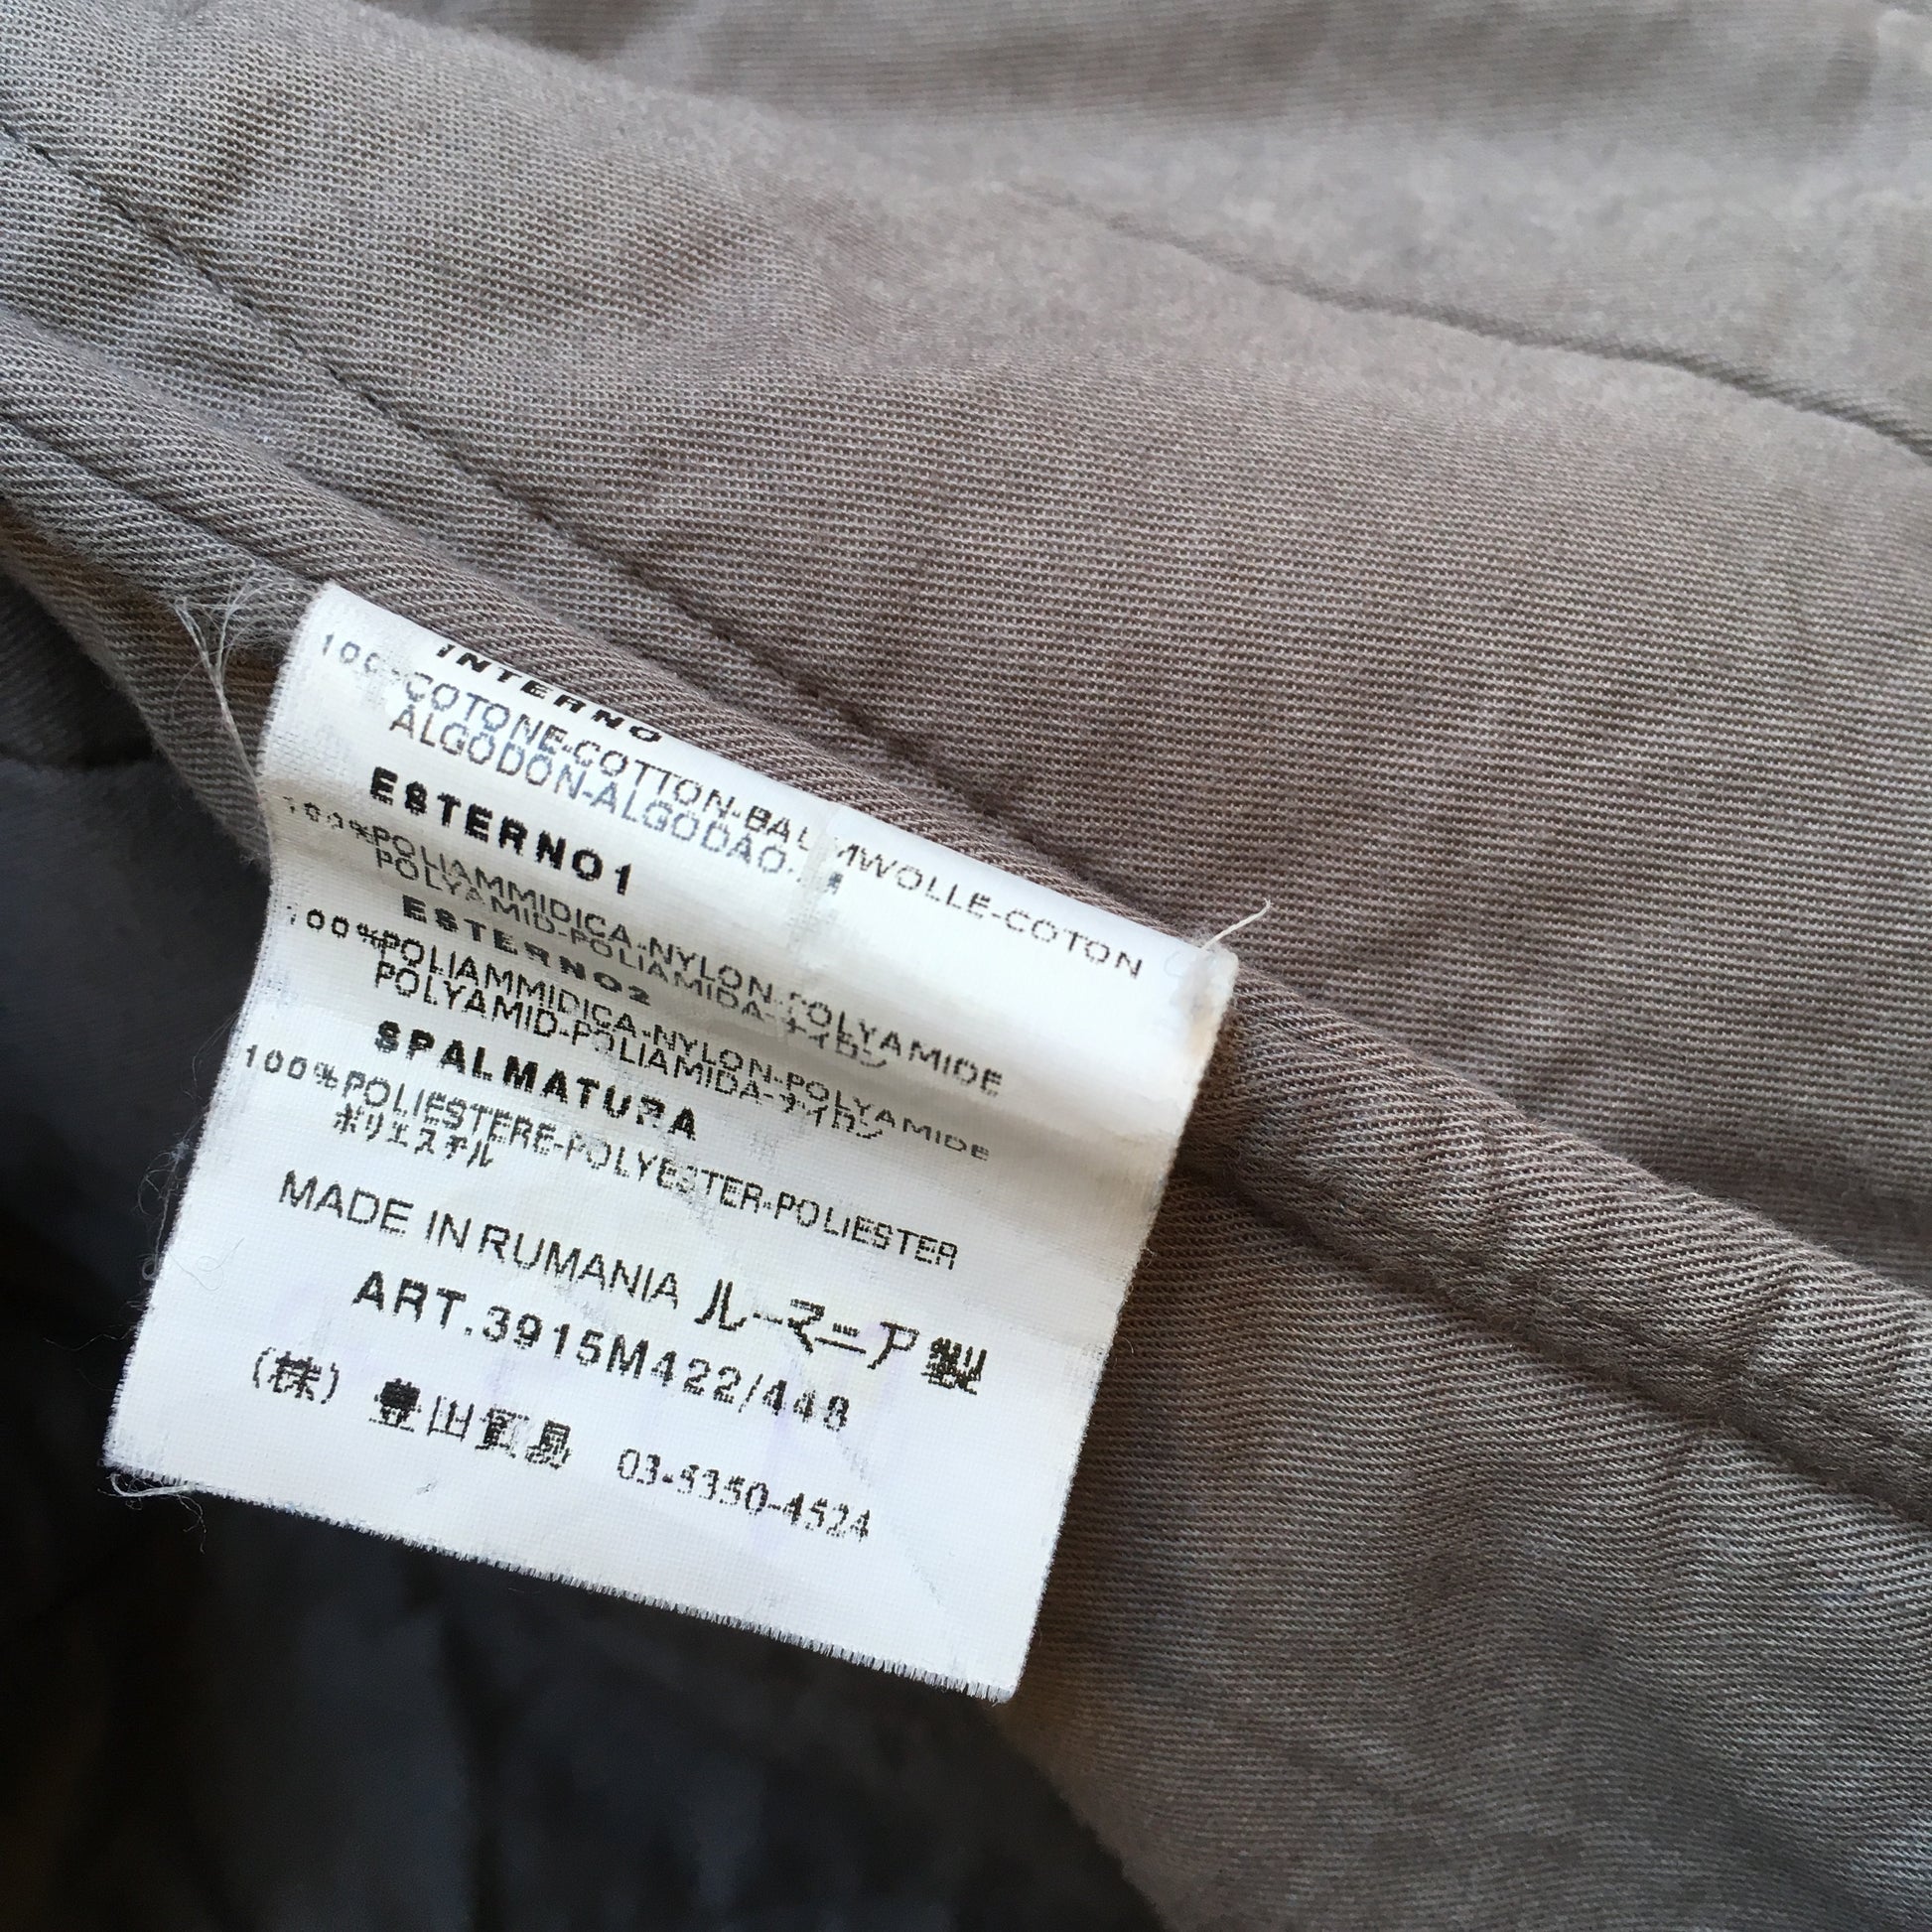 INTERNO
100%COTONE-COTTON-BAUMWOLLE-COTON
ALGODON-ALGODAO-
ESTERNO1
100%POLIAMMIDICA-NYLON-POLYAMIDE
POLYAMID-POLIAMIDA-ナイロン
ESTERNO2
100%POLIAMMIDICA-NYLON-POLYAMIDE
POLYAMID-POLIAMIDA-ナイロン
SPALMATURA
100%POLIESTERE-POLYESTER-POLIESTER
ポリエステル
MADE IN RUMANIA ルーマニア製
ART.3915M422/448
(株) 豊田貿易 03-5350-4524